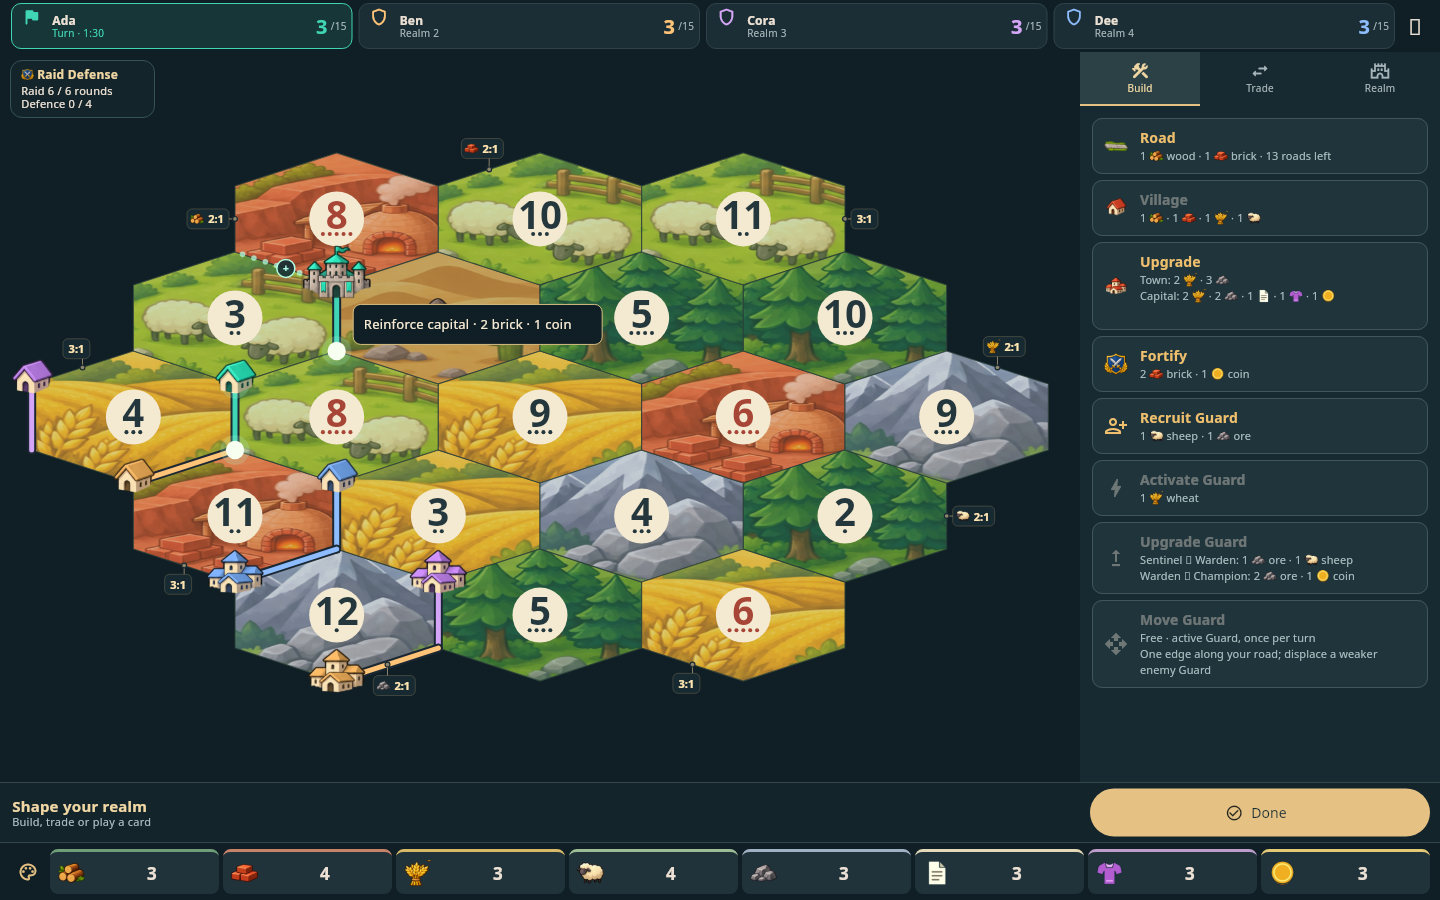 Ada
Turn · 1:30
3 /15
Ben
Realm 2
3 /15
Cora
Realm 3
3 /15
Dee
Realm 4
3 /15
Raid Defense
Raid 6 / 6 rounds
Defence 0 / 4
Build
Trade
Realm
Road
1 wood · 1 brick · 13 roads left
Village
1 · 1 · 1 · 1
Upgrade
Town: 2 · 3
Capital: 2 · 2 · 1 · 1 · 1
Fortify
2 brick · 1 coin
Recruit Guard
1 sheep · 1 ore
Activate Guard
1 wheat
Upgrade Guard
Sentinel Warden: 1 ore · 1 sheep
Warden Champion: 2 ore · 1 coin
Move Guard
Free · active Guard, once per turn
One edge along your road; displace a weaker
enemy Guard
2:1
2:1
8
10
11
3:1
+
3
Reinforce capital · 2 brick · 1 coin
5
10
3:1
2:1
4
8
9
6
9
11
3
4
2
2:1
3:1
12
5
6
2:1
3:1
Shape your realm
Build, trade or play a card
Done
3
4
3
4
3
3
3
3